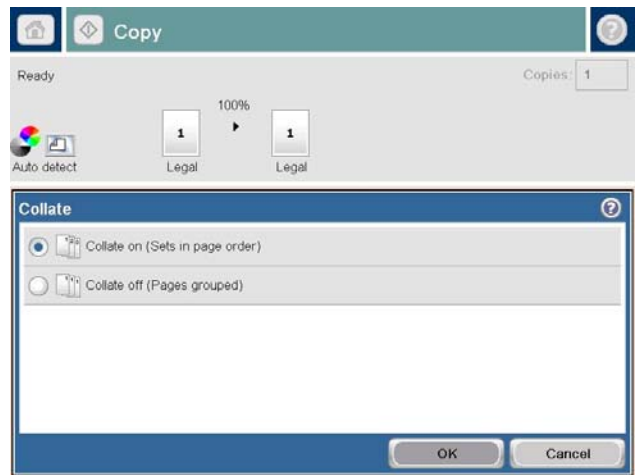 Copy
Ready
Copies: 1
100%
1
1
Auto detect
Legal
Legal
Collate
Collate on (Sets in page order)
Collate off (Pages grouped)
OK
Cancel